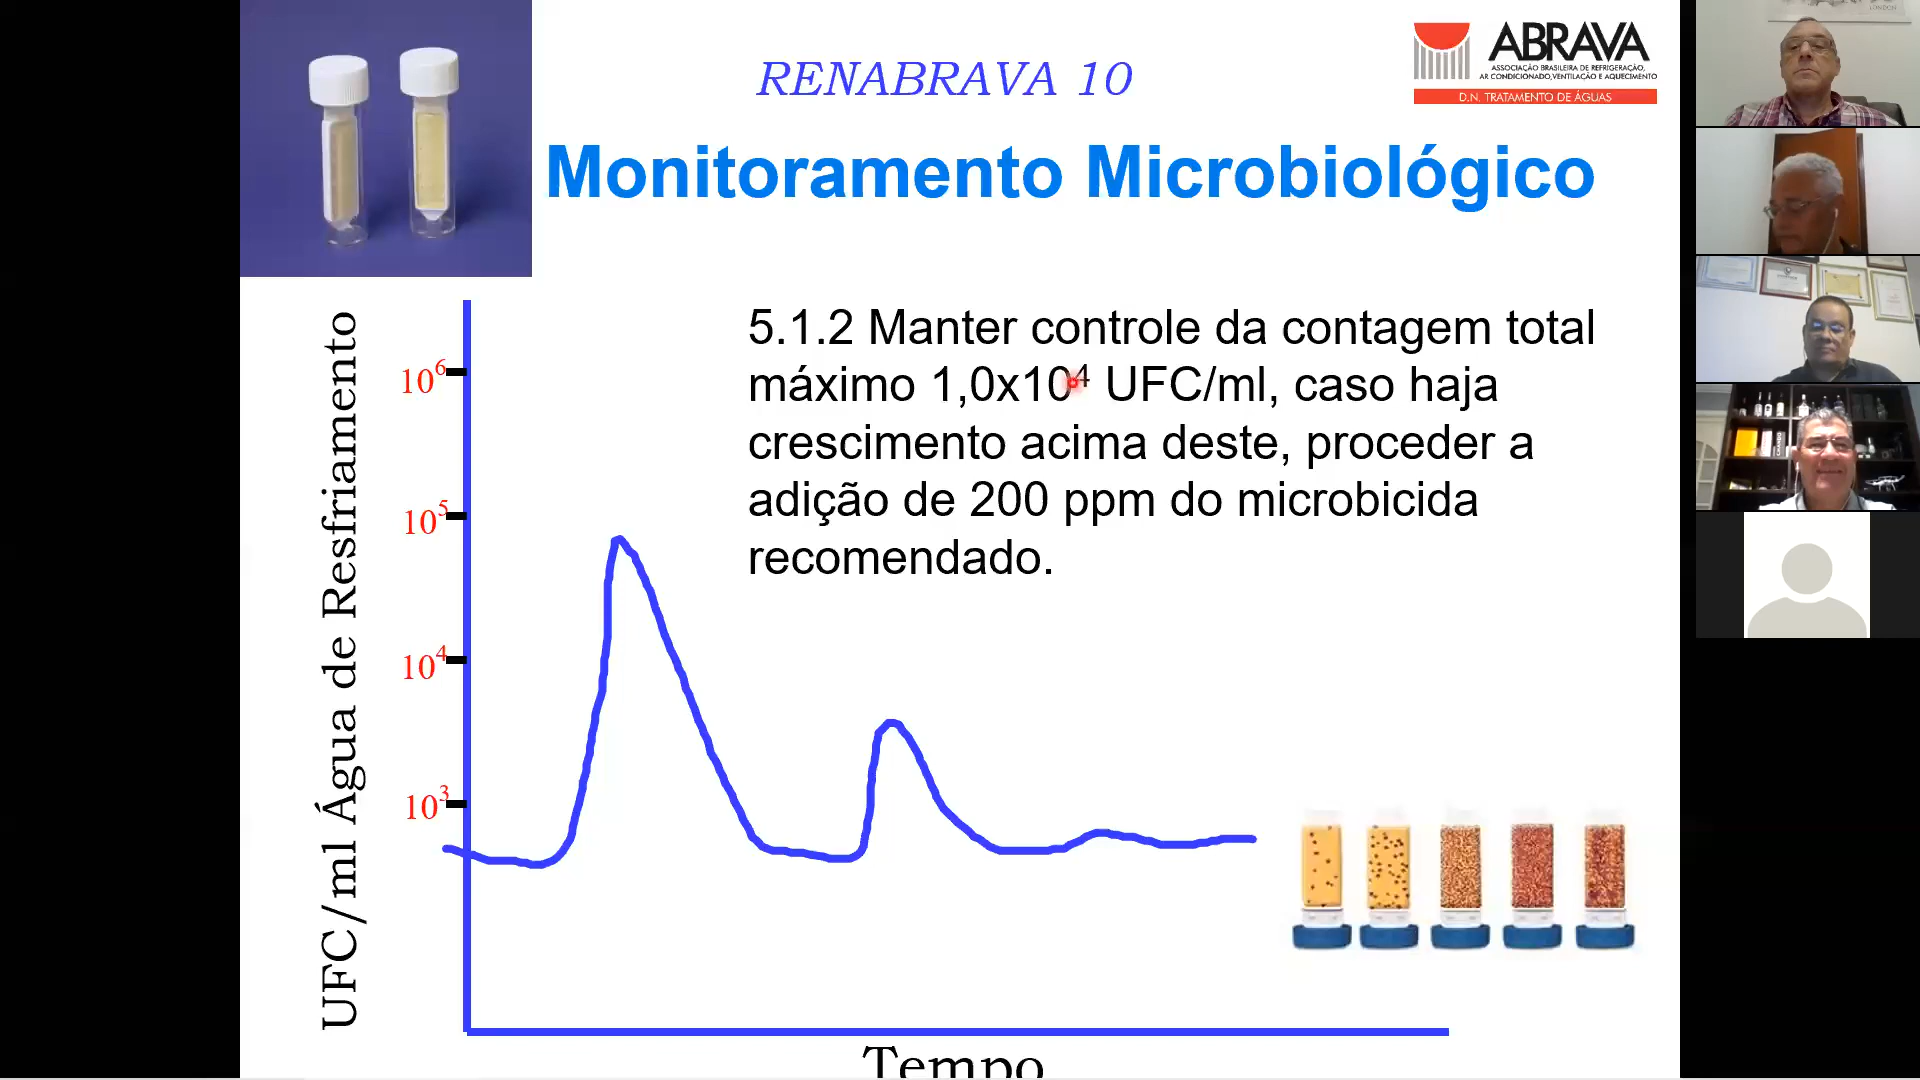 RENABRAVA 10
ABRAVA
ASSOCIAÇÃO BRASILEIRA DE REFRIGERAÇÃO,
AR CONDICIONADO, VENTILAÇÃO E AQUECIMENTO
D.N. TRATAMENTO DE ÁGUAS
Monitoramento Microbiológico
5.1.2 Manter controle da contagem total
máximo 1,0x10⁴ UFC/ml, caso haja
crescimento acima deste, proceder a
adição de 200 ppm do microbicida
recomendado.
UFC/ml Água de Resfriamento
10⁶
10⁵
10⁴
10³
Tempo
LONDON